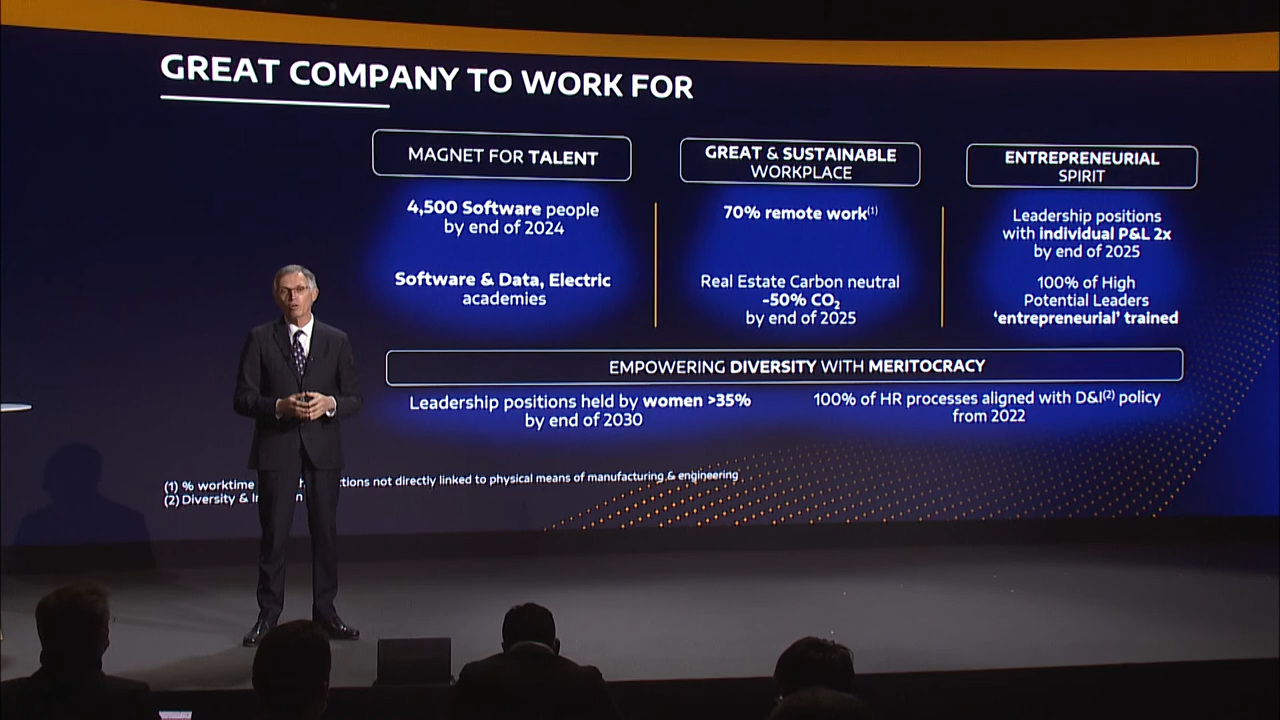 GREAT COMPANY TO WORK FOR
MAGNET FOR TALENT
4,500 Software people
by end of 2024
Software & Data, Electric
academies
GREAT & SUSTAINABLE
WORKPLACE
70% remote work(1)
Real Estate Carbon neutral
-50% CO₂
by end of 2025
ENTREPRENEURIAL
SPIRIT
Leadership positions
with individual P&L 2x
by end of 2025
100% of High
Potential Leaders
‘entrepreneurial’ trained
EMPOWERING DIVERSITY WITH MERITOCRACY
Leadership positions held by women >35%
by end of 2030
100% of HR processes aligned with D&I(2) policy
from 2022
(1) % worktime not directly linked to physical means of manufacturing & engineering
(2) Diversity &